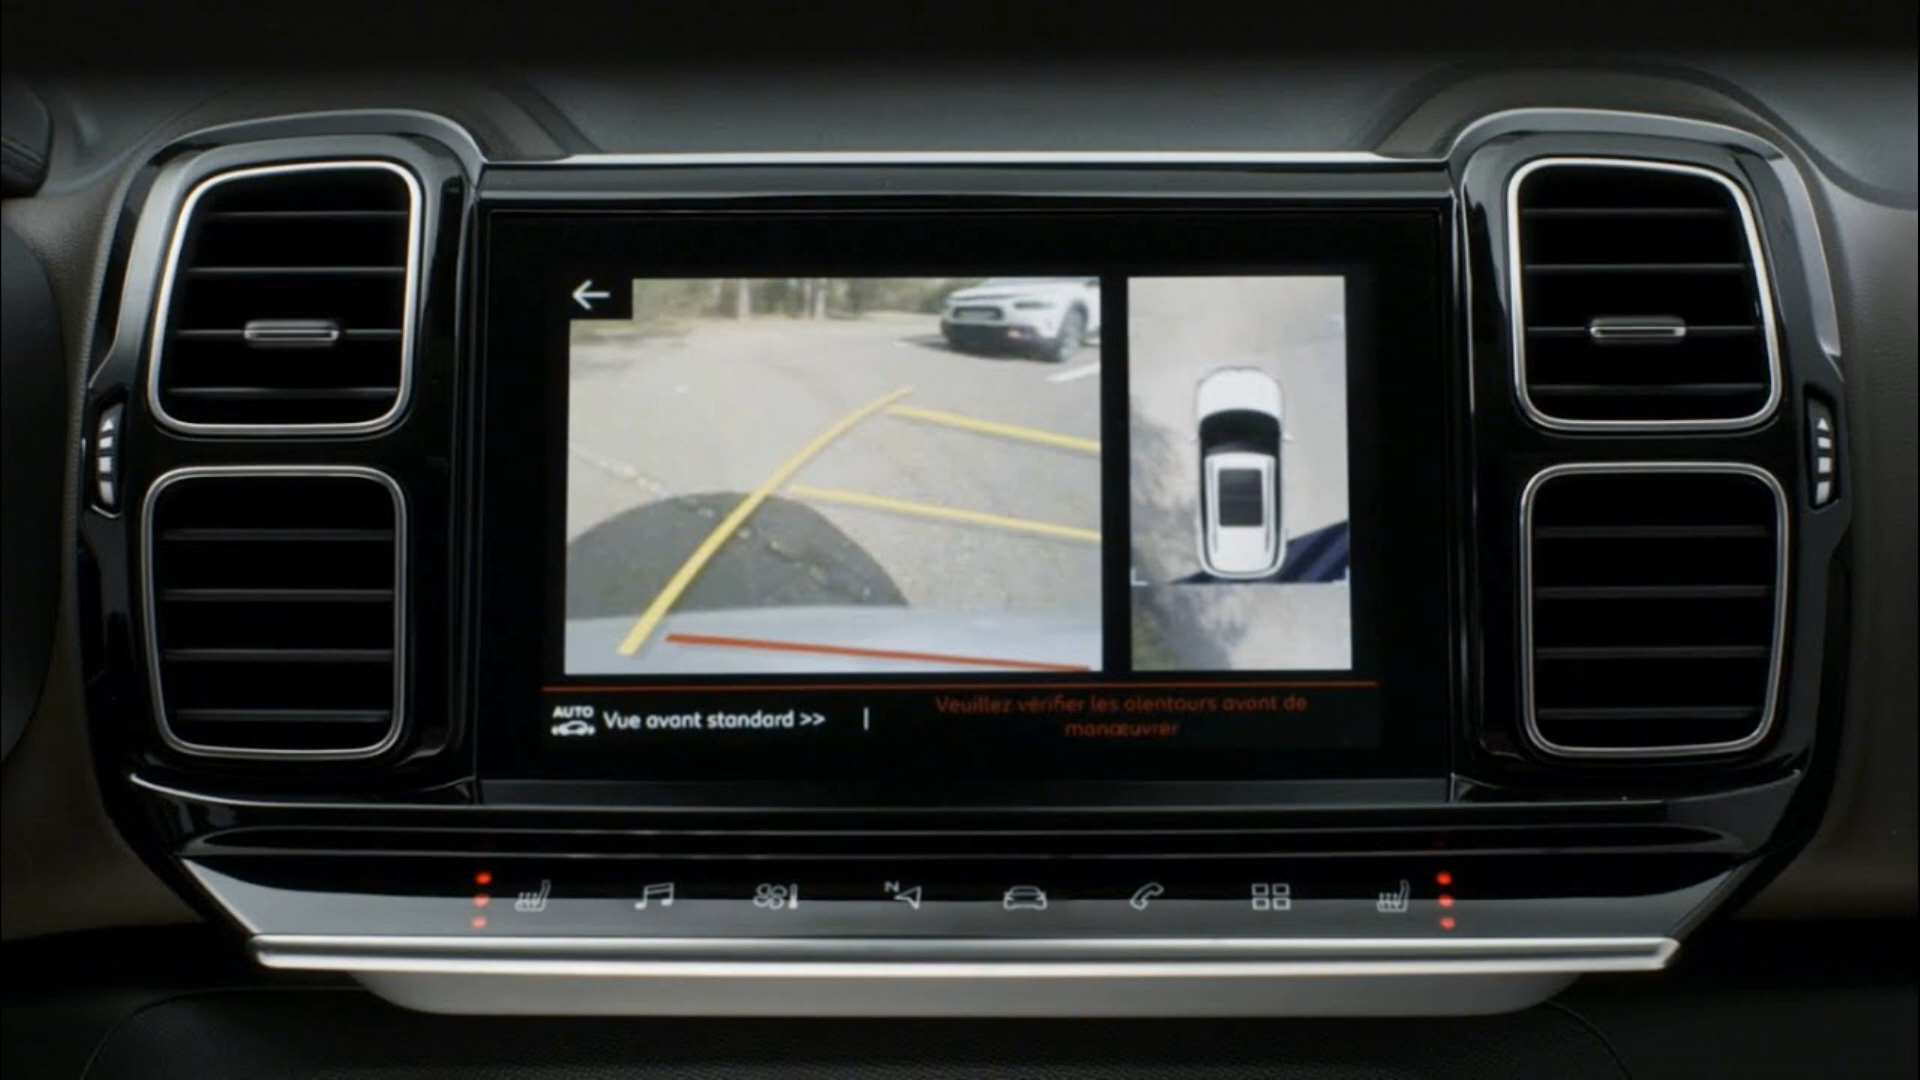 AUTO
Vue avant standard >>
Veuillez vérifier les alentours avant de
manœuvrer
N